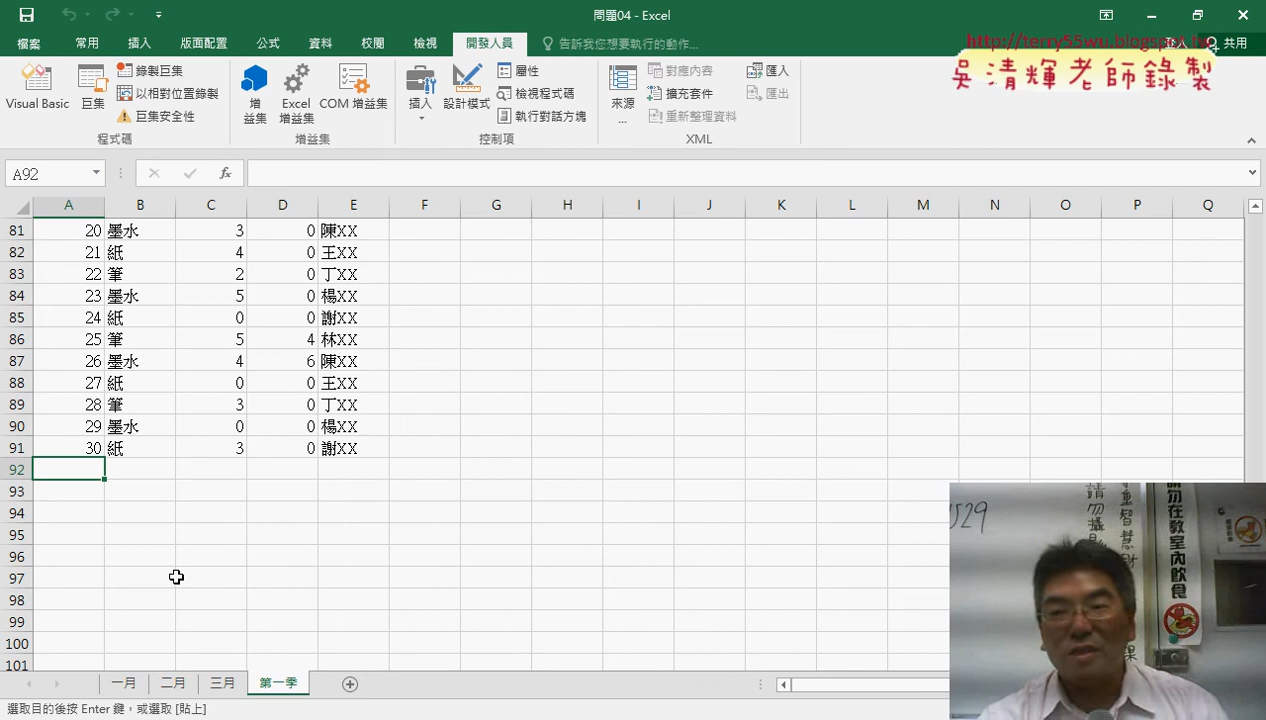 問題04 - Excel
檔案 常用 插入 版面配置 公式 資料 校閱 檢視 開發人員 告訴我您想要執行的動作... 共用
http://terry55wu.blogspot.tw
吳清輝老師錄製
Visual Basic 巨集 錄製巨集 以相對位置錄製 巨集安全性 程式碼
增益集 Excel 增益集 COM 增益集 增益集
插入 設計模式 屬性 檢視程式碼 執行對話方塊 控制項
來源... 對應內容 擴充套件 重新整理資料 匯入 匯出 XML
A92 fx
A B C D E F G H I J K L M N O P Q
81 20 墨水 3 0 陳XX
82 21 紙 4 0 王XX
83 22 筆 2 0 丁XX
84 23 墨水 5 0 楊XX
85 24 紙 0 0 謝XX
86 25 筆 5 4 林XX
87 26 墨水 4 6 陳XX
88 27 紙 0 0 王XX
89 28 筆 3 0 丁XX
90 29 墨水 0 0 楊XX
91 30 紙 3 0 謝XX
92
93
94
95
96
97
98
99
100
101
529
請勿攝
重智慧財
請勿在教室內飲食
課
一月 二月 三月 第一季
選取目的後按 Enter 鍵，或選取 [貼上]